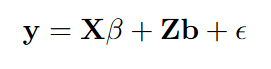 y = Xβ + Zb + ϵ